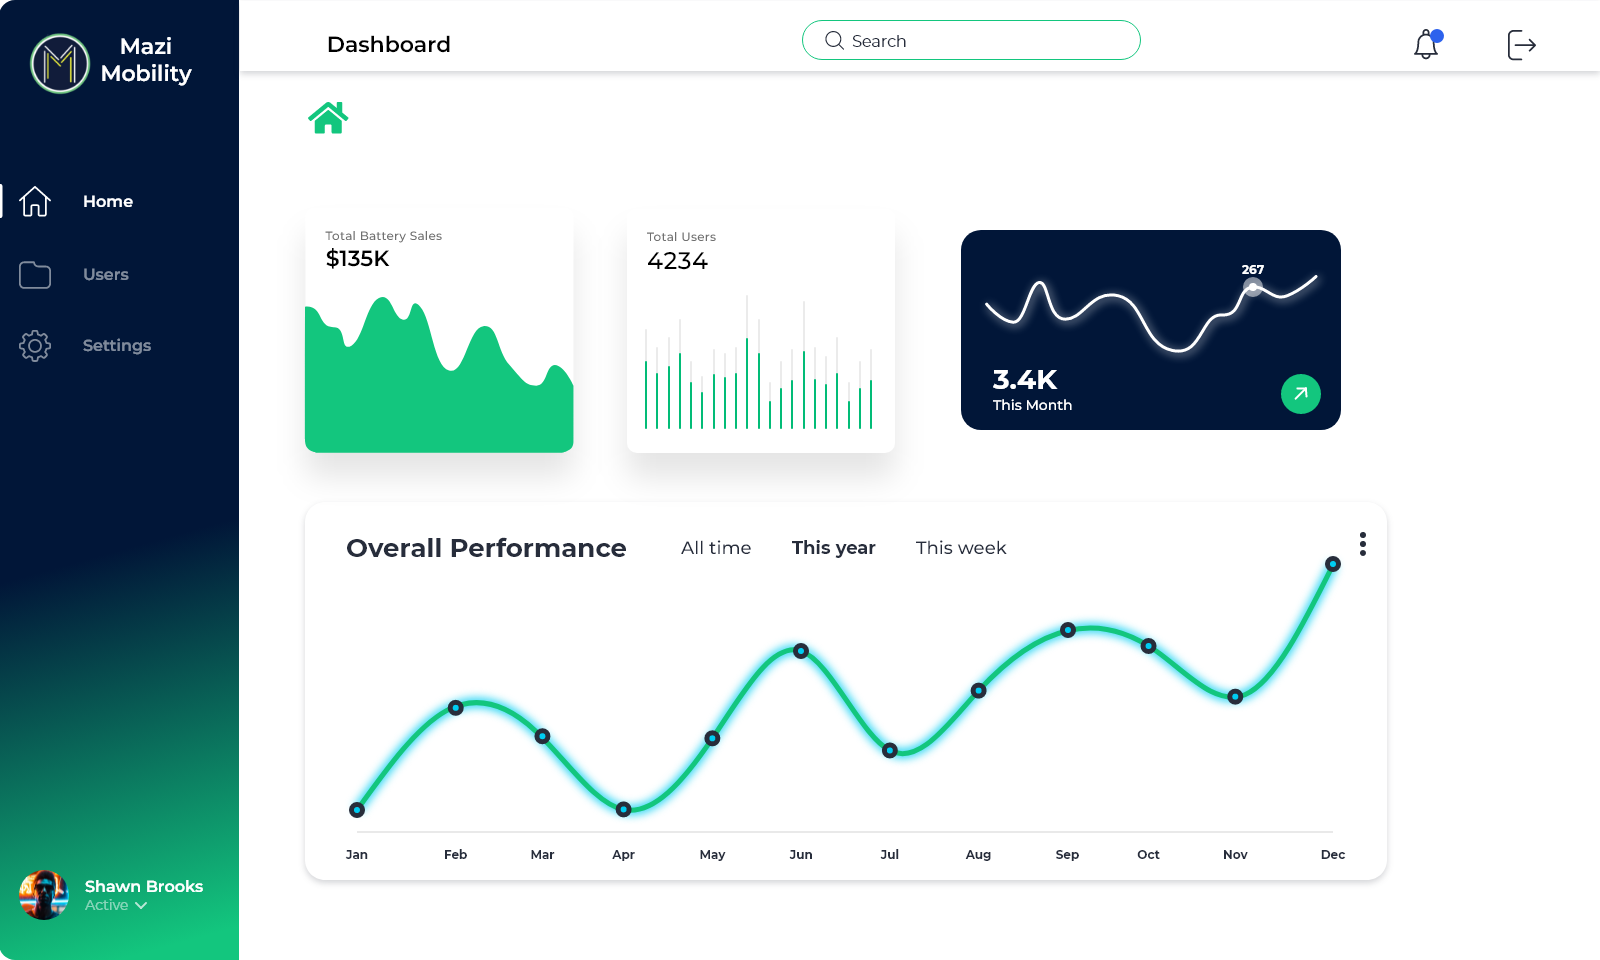 Mazi
Mobility
Dashboard
Search
Home
Users
Settings
Total Battery Sales
$135K
Total Users
4234
267
3.4K
This Month
Overall Performance All time This year This week
Jan Feb Mar Apr May Jun Jul Aug Sep Oct Nov Dec
Shawn Brooks
Active